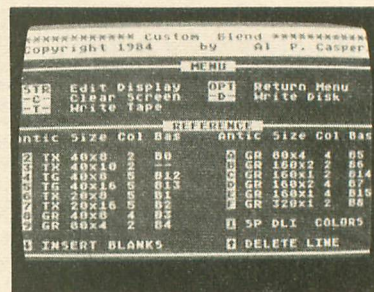 ********** Custom Blend **********
Copyright 1984 by Al P. Casper
MENU
STR Edit Display OPT Return Menu
-C- Clear Screen -D- Write Disk
-T- Write Tape
REFERENCE
ntic Size Col Bas Antic Size Col Bas
2 TX 40x8 2 B0 A GR 80x4 4 B5
3 TX 40x10 2 -- B GR 160x2 2 B6
4 TG 40x8 5 B12 C GR 160x1 2 B14
5 TG 40x16 5 B13 D GR 160x2 4 B7
6 TX 20x8 5 B1 E GR 160x1 4 B15
7 TX 20x16 5 B2 F GR 320x1 2 B8
8 GR 40x8 4 B3
9 GR 80x4 2 B4 I SP DLI COLORS
INSERT BLANKS DELETE LINE